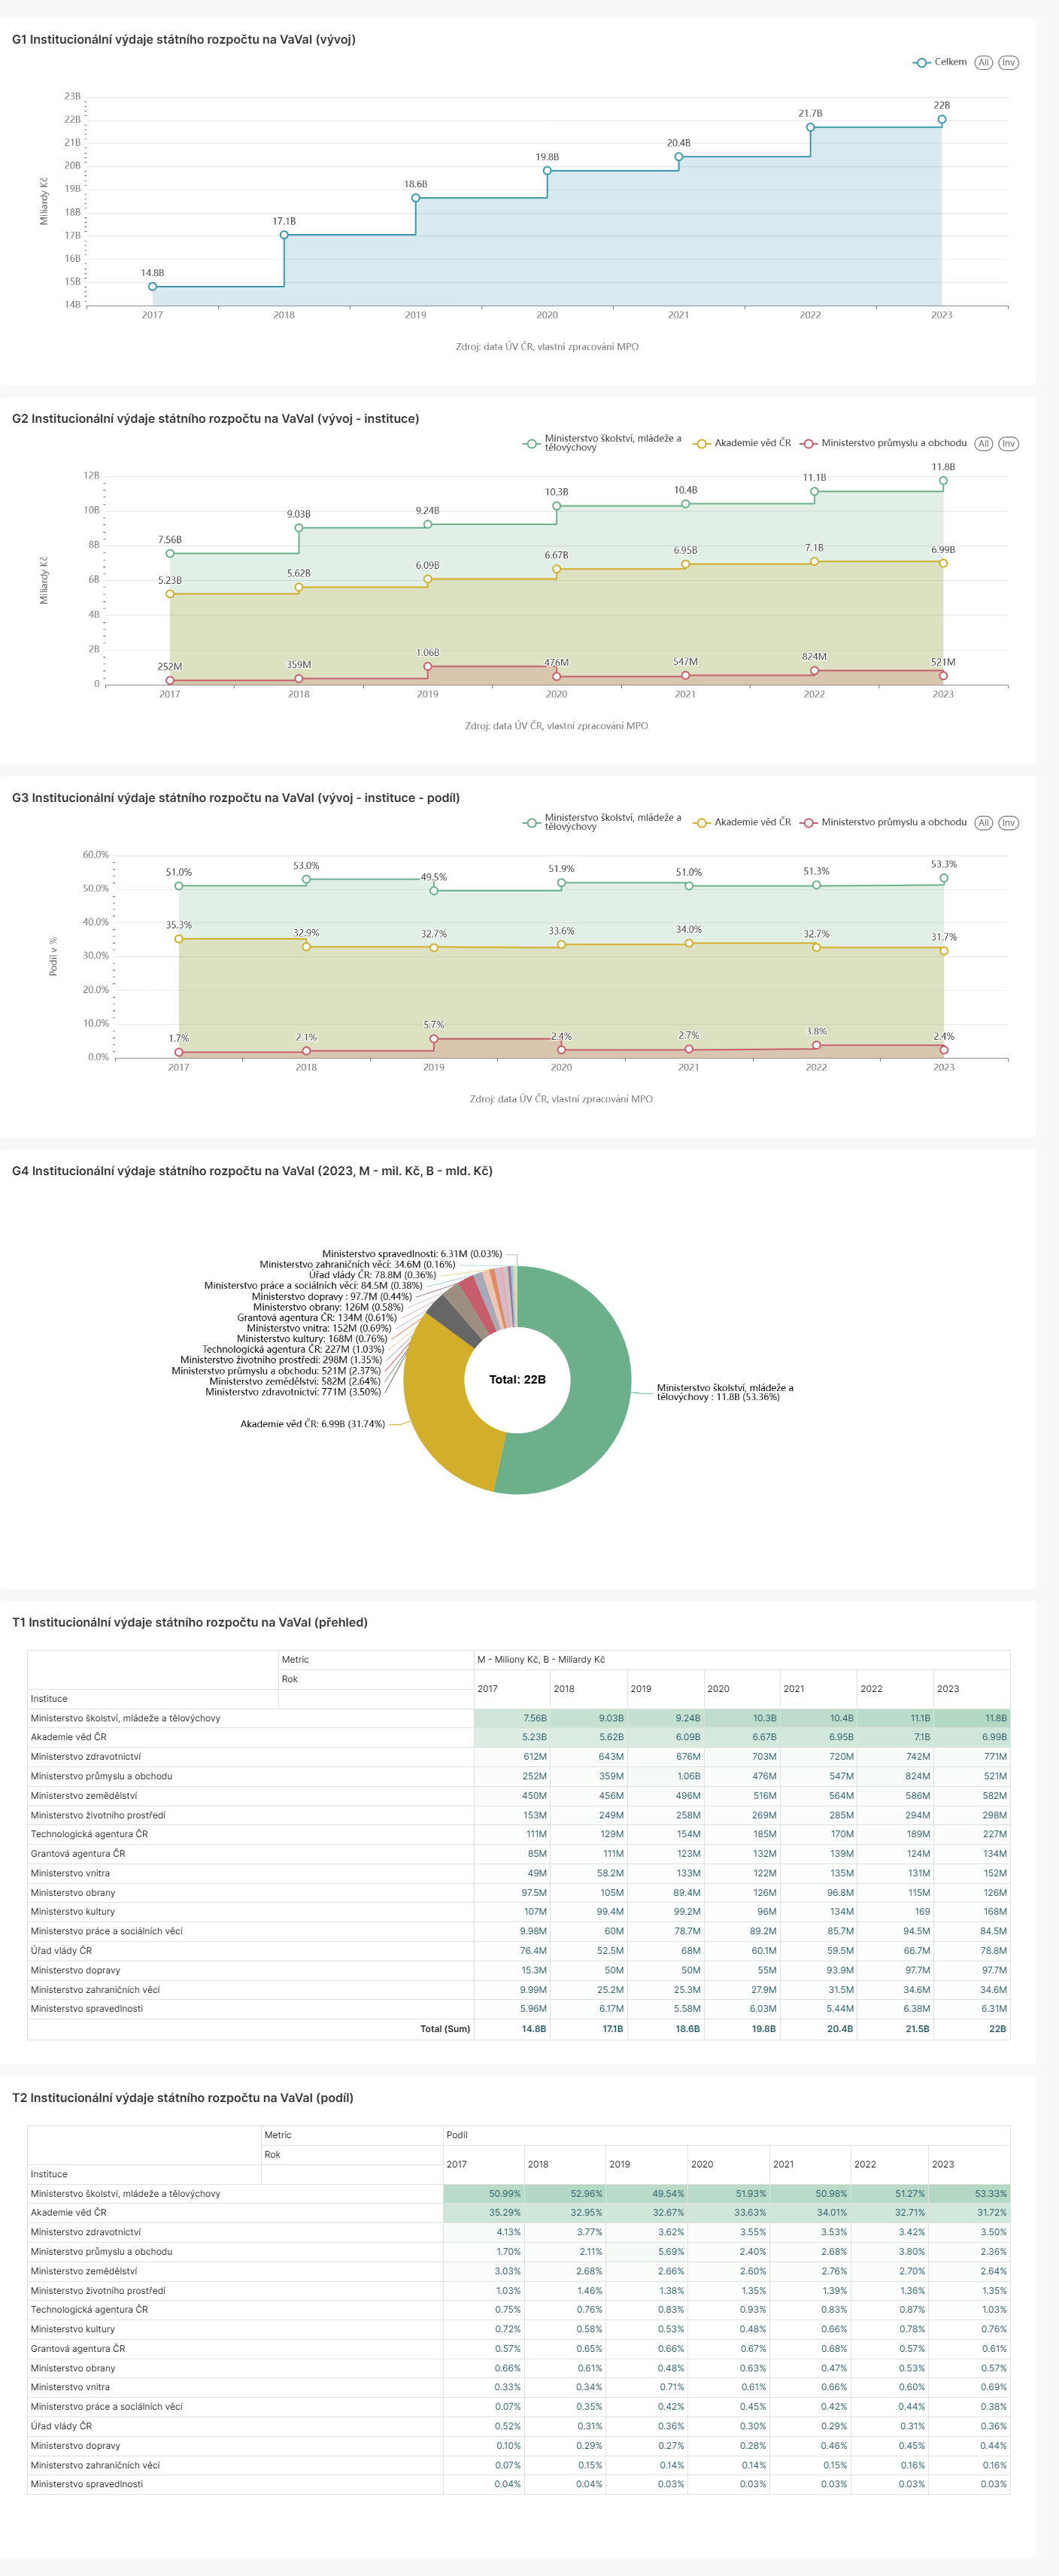 G1 Institucionální výdaje státního rozpočtu na VaVaI (vývoj)
Celkem All Inv
23B
22B
21B
20B
19B
18B
17B
16B
15B
14B
Miliardy Kč
14.8B 17.1B 18.6B 19.8B 20.4B 21.7B 22B
2017 2018 2019 2020 2021 2022 2023
Zdroj: data ÚV ČR, vlastní zpracování MPO
G2 Institucionální výdaje státního rozpočtu na VaVaI (vývoj - instituce)
Ministerstvo školství, mládeže a
tělovýchovy
Akademie věd ČR Ministerstvo průmyslu a obchodu All Inv
12B
10B
8B
6B
4B
2B
0
Miliardy Kč
7.56B 9.03B 9.24B 10.3B 10.4B 11.1B 11.8B
5.23B 5.62B 6.09B 6.67B 6.95B 7.1B 6.99B
252M 359M 1.06B 476M 547M 824M 521M
2017 2018 2019 2020 2021 2022 2023
Zdroj: data ÚV ČR, vlastní zpracování MPO
G3 Institucionální výdaje státního rozpočtu na VaVaI (vývoj - instituce - podíl)
Ministerstvo školství, mládeže a
tělovýchovy
Akademie věd ČR Ministerstvo průmyslu a obchodu All Inv
60.0%
50.0%
40.0%
30.0%
20.0%
10.0%
0.0%
Podíl v %
51.0% 53.0% 49.5% 51.9% 51.0% 51.3% 53.3%
35.3% 32.9% 32.7% 33.6% 34.0% 32.7% 31.7%
1.7% 2.1% 5.7% 2.4% 2.7% 3.8% 2.4%
2017 2018 2019 2020 2021 2022 2023
Zdroj: data ÚV ČR, vlastní zpracování MPO
G4 Institucionální výdaje státního rozpočtu na VaVaI (2023, M - mil. Kč, B - mld. Kč)
Ministerstvo spravedlnosti: 6.31M (0.03%)
Ministerstvo zahraničních věcí: 34.6M (0.16%)
Úřad vlády ČR: 78.8M (0.36%)
Ministerstvo práce a sociálních věcí: 84.5M (0.38%)
Ministerstvo dopravy : 97.7M (0.44%)
Ministerstvo obrany: 126M (0.58%)
Grantová agentura ČR: 134M (0.61%)
Ministerstvo vnitra: 152M (0.69%)
Ministerstvo kultury: 168M (0.76%)
Technologická agentura ČR: 227M (1.03%)
Ministerstvo životního prostředí: 298M (1.35%)
Ministerstvo průmyslu a obchodu: 521M (2.37%)
Ministerstvo zemědělství: 582M (2.64%)
Ministerstvo zdravotnictví: 771M (3.50%)
Akademie věd ČR: 6.99B (31.74%)
Total: 22B
Ministerstvo školství, mládeže a
tělovýchovy : 11.8B (53.36%)
T1 Institucionální výdaje státního rozpočtu na VaVaI (přehled)
Metric M - Miliony Kč, B - Miliardy Kč
Rok 2017 2018 2019 2020 2021 2022 2023
Instituce
Ministerstvo školství, mládeže a tělovýchovy 7.56B 9.03B 9.24B 10.3B 10.4B 11.1B 11.8B
Akademie věd ČR 5.23B 5.62B 6.09B 6.67B 6.95B 7.1B 6.99B
Ministerstvo zdravotnictví 612M 643M 676M 703M 720M 742M 771M
Ministerstvo průmyslu a obchodu 252M 359M 1.06B 476M 547M 824M 521M
Ministerstvo zemědělství 450M 456M 496M 516M 564M 586M 582M
Ministerstvo životního prostředí 153M 249M 258M 269M 285M 294M 298M
Technologická agentura ČR 111M 129M 154M 185M 170M 189M 227M
Grantová agentura ČR 85M 111M 123M 132M 139M 124M 134M
Ministerstvo vnitra 49M 58.2M 133M 122M 135M 131M 152M
Ministerstvo obrany 97.5M 105M 89.4M 126M 96.8M 115M 126M
Ministerstvo kultury 107M 99.4M 99.2M 96M 134M 169 168M
Ministerstvo práce a sociálních věcí 9.98M 60M 78.7M 89.2M 85.7M 94.5M 84.5M
Úřad vlády ČR 76.4M 52.5M 68M 60.1M 59.5M 66.7M 78.8M
Ministerstvo dopravy 15.3M 50M 50M 55M 93.9M 97.7M 97.7M
Ministerstvo zahraničních věcí 9.99M 25.2M 25.3M 27.9M 31.5M 34.6M 34.6M
Ministerstvo spravedlnosti 5.96M 6.17M 5.58M 6.03M 5.44M 6.38M 6.31M
Total (Sum) 14.8B 17.1B 18.6B 19.8B 20.4B 21.5B 22B
T2 Institucionální výdaje státního rozpočtu na VaVaI (podíl)
Metric Podíl
Rok 2017 2018 2019 2020 2021 2022 2023
Instituce
Ministerstvo školství, mládeže a tělovýchovy 50.99% 52.96% 49.54% 51.93% 50.98% 51.27% 53.33%
Akademie věd ČR 35.29% 32.95% 32.67% 33.63% 34.01% 32.71% 31.72%
Ministerstvo zdravotnictví 4.13% 3.77% 3.62% 3.55% 3.53% 3.42% 3.50%
Ministerstvo průmyslu a obchodu 1.70% 2.11% 5.69% 2.40% 2.68% 3.80% 2.36%
Ministerstvo zemědělství 3.03% 2.68% 2.66% 2.60% 2.76% 2.70% 2.64%
Ministerstvo životního prostředí 1.03% 1.46% 1.38% 1.35% 1.39% 1.36% 1.35%
Technologická agentura ČR 0.75% 0.76% 0.83% 0.93% 0.83% 0.87% 1.03%
Ministerstvo kultury 0.72% 0.58% 0.53% 0.48% 0.66% 0.78% 0.76%
Grantová agentura ČR 0.57% 0.65% 0.66% 0.67% 0.68% 0.57% 0.61%
Ministerstvo obrany 0.66% 0.61% 0.48% 0.63% 0.47% 0.53% 0.57%
Ministerstvo vnitra 0.33% 0.34% 0.71% 0.61% 0.66% 0.60% 0.69%
Ministerstvo práce a sociálních věcí 0.07% 0.35% 0.42% 0.45% 0.42% 0.44% 0.38%
Úřad vlády ČR 0.52% 0.31% 0.36% 0.30% 0.29% 0.31% 0.36%
Ministerstvo dopravy 0.10% 0.29% 0.27% 0.28% 0.46% 0.45% 0.44%
Ministerstvo zahraničních věcí 0.07% 0.15% 0.14% 0.14% 0.15% 0.16% 0.16%
Ministerstvo spravedlnosti 0.04% 0.04% 0.03% 0.03% 0.03% 0.03% 0.03%